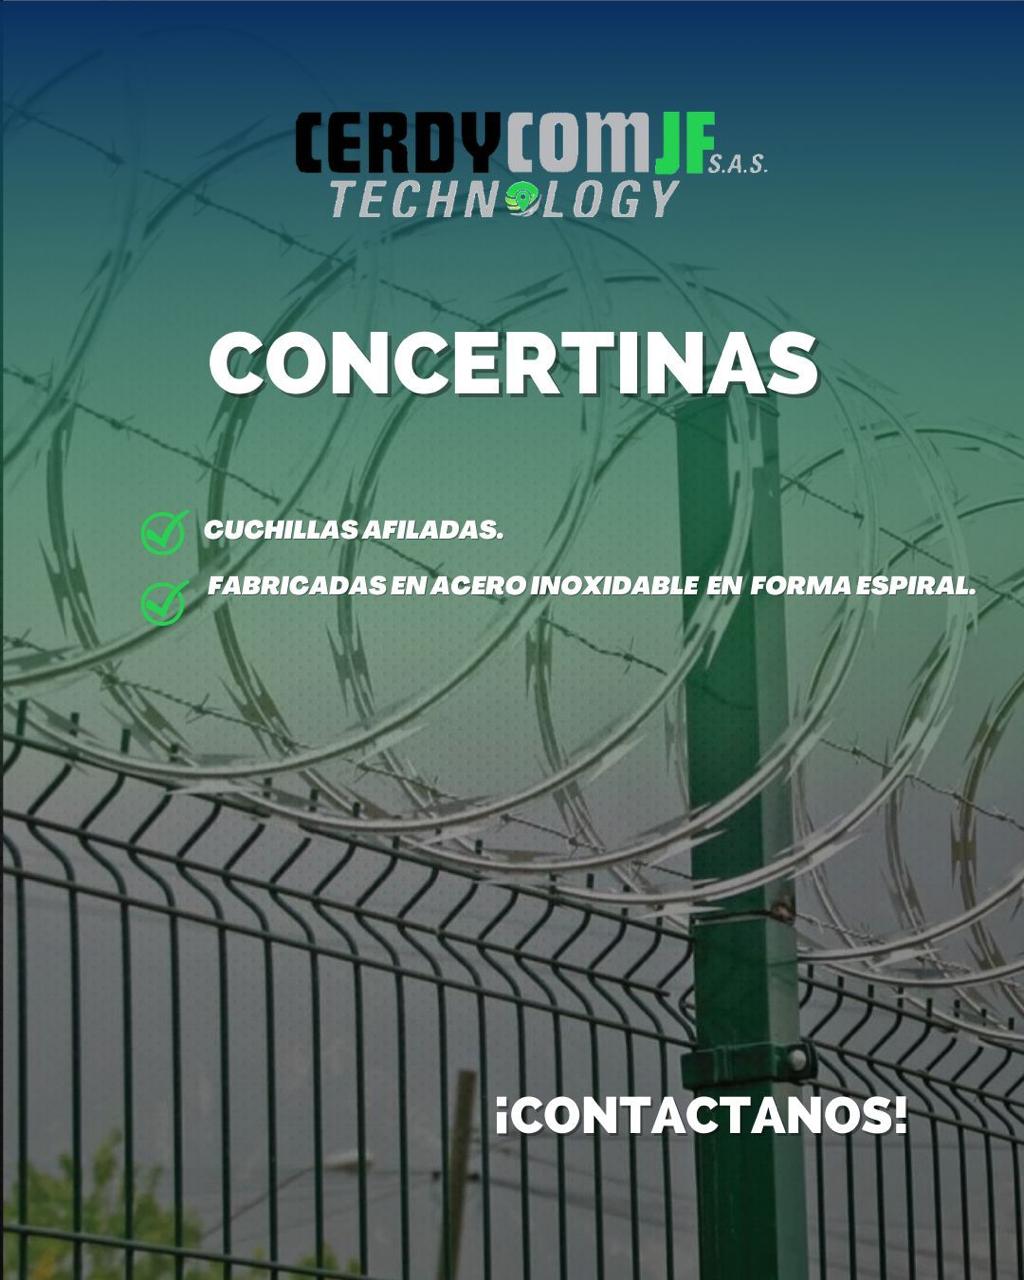 CERDYCOMJF S.A.S.
TECHNOLOGY
CONCERTINAS
CUCHILLAS AFILADAS.
FABRICADAS EN ACERO INOXIDABLE EN FORMA ESPIRAL.
¡CONTACTANOS!